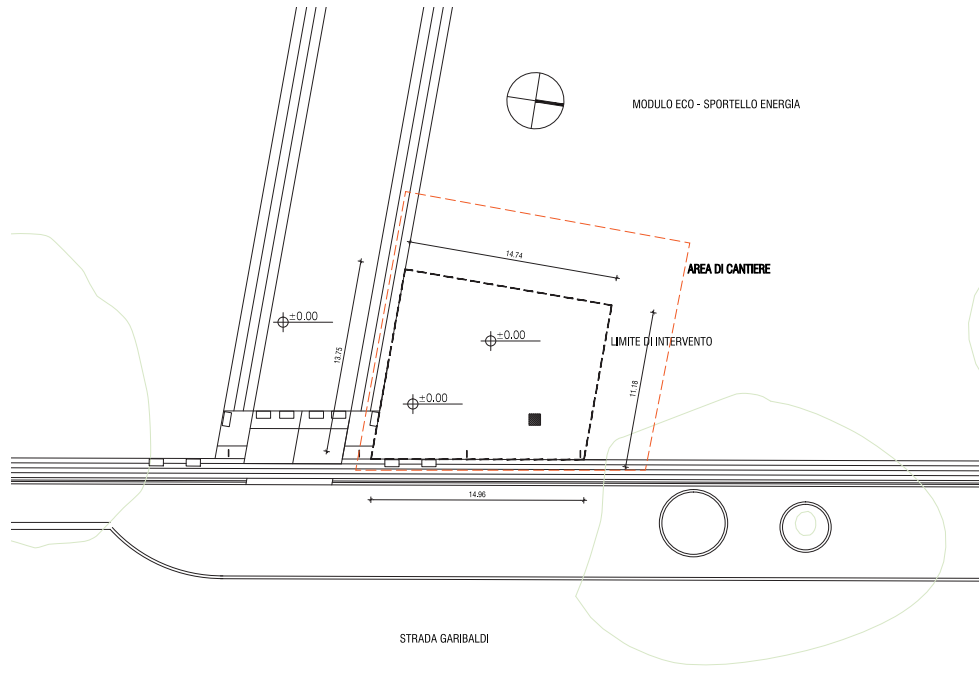 MODULO ECO - SPORTELLO ENERGIA
14.74
AREA DI CANTIERE
±0.00
±0.00
LIMITE DI INTERVENTO
13.75
11.18
±0.00
14.96
STRADA GARIBALDI